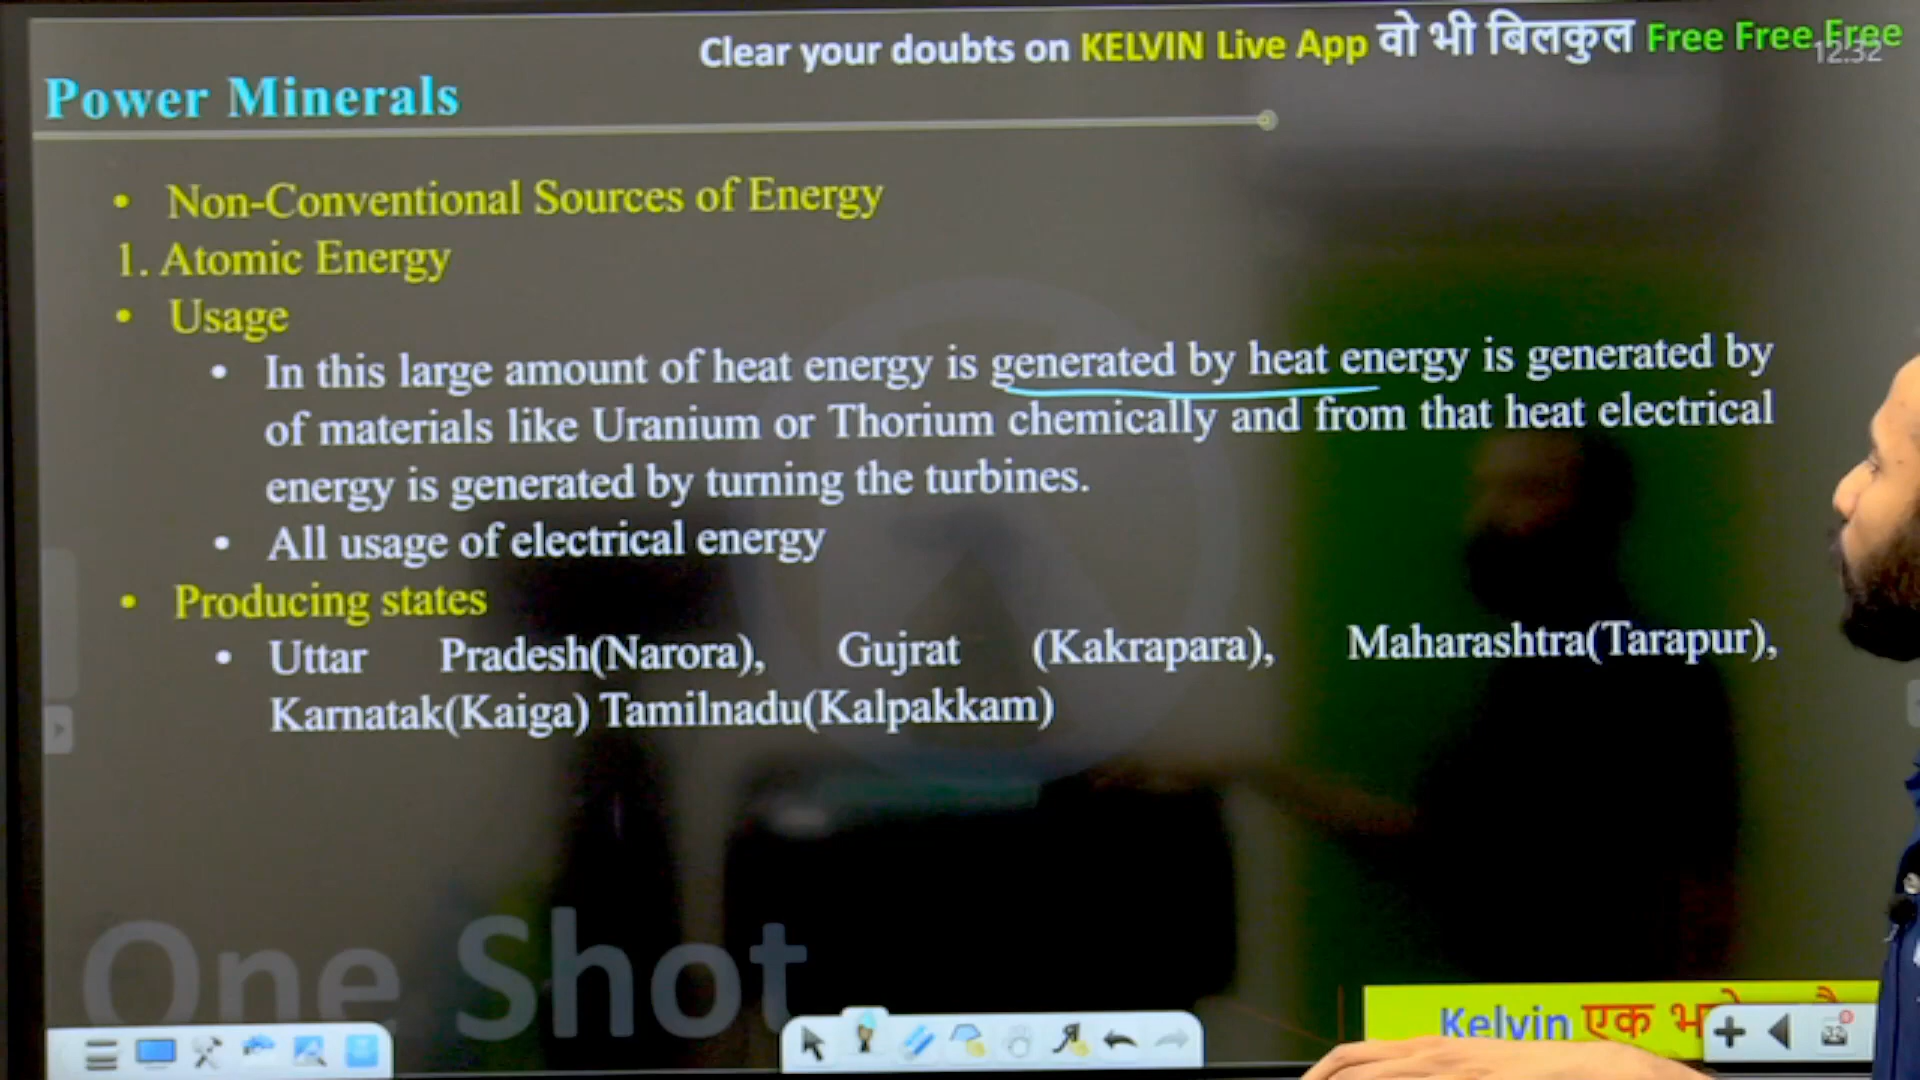 Clear your doubts on KELVIN Live App वो भी बिलकुल Free Free Free
12:32
Power Minerals
• Non-Conventional Sources of Energy
1. Atomic Energy
• Usage
• In this large amount of heat energy is generated by heat energy is generated by
of materials like Uranium or Thorium chemically and from that heat electrical
energy is generated by turning the turbines.
• All usage of electrical energy
• Producing states
• Uttar Pradesh(Narora), Gujrat (Kakrapara), Maharashtra(Tarapur),
Karnatak(Kaiga) Tamilnadu(Kalpakkam)
One Shot
Kelvin एक